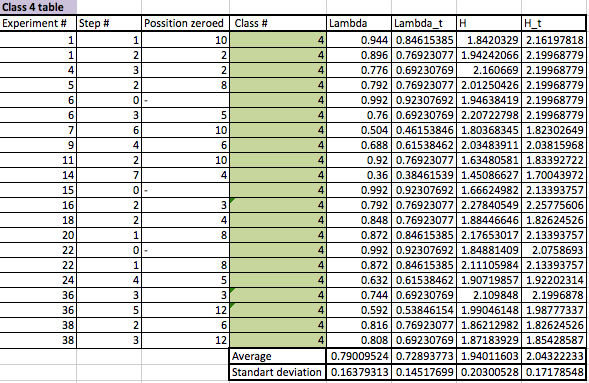 Class 4 table
Experiment # Step # Possition zeroed Class # Lambda Lambda_t H H_t
1 1 10 4 0.944 0.84615385 1.8420329 2.16197818
1 2 2 4 0.896 0.76923077 1.94242066 2.19968779
4 3 2 4 0.776 0.69230769 2.160669 2.19968779
5 2 8 4 0.792 0.76923077 2.01250426 2.19968779
6 0 - 4 0.992 0.92307692 1.94638419 2.19968779
6 3 5 4 0.76 0.69230769 2.20722798 2.19968779
7 6 10 4 0.504 0.46153846 1.80368345 1.82302649
9 4 6 4 0.688 0.61538462 2.03483911 2.03815968
11 2 10 4 0.92 0.76923077 1.63480581 1.83392722
14 7 4 4 0.36 0.38461539 1.45086627 1.70043972
15 0 - 4 0.992 0.92307692 1.66624982 2.13393757
16 2 3 4 0.792 0.76923077 2.27840549 2.25775606
18 2 4 4 0.848 0.76923077 1.88446646 1.82624526
20 1 8 4 0.872 0.84615385 2.17653017 2.13393757
22 0 - 4 0.992 0.92307692 1.84881409 2.0758693
22 1 8 4 0.872 0.84615385 2.11105984 2.13393757
24 4 5 4 0.632 0.61538462 1.90719857 1.92202314
36 3 3 4 0.744 0.69230769 2.109848 2.1996878
36 5 12 4 0.592 0.53846154 1.99046148 1.98777337
38 2 6 4 0.816 0.76923077 1.86212982 1.82624526
38 3 12 4 0.808 0.69230769 1.87183929 1.85428587
Average 0.79009524 0.72893773 1.94011603 2.04322233
Standart deviation 0.16379313 0.14517699 0.20300528 0.17178548